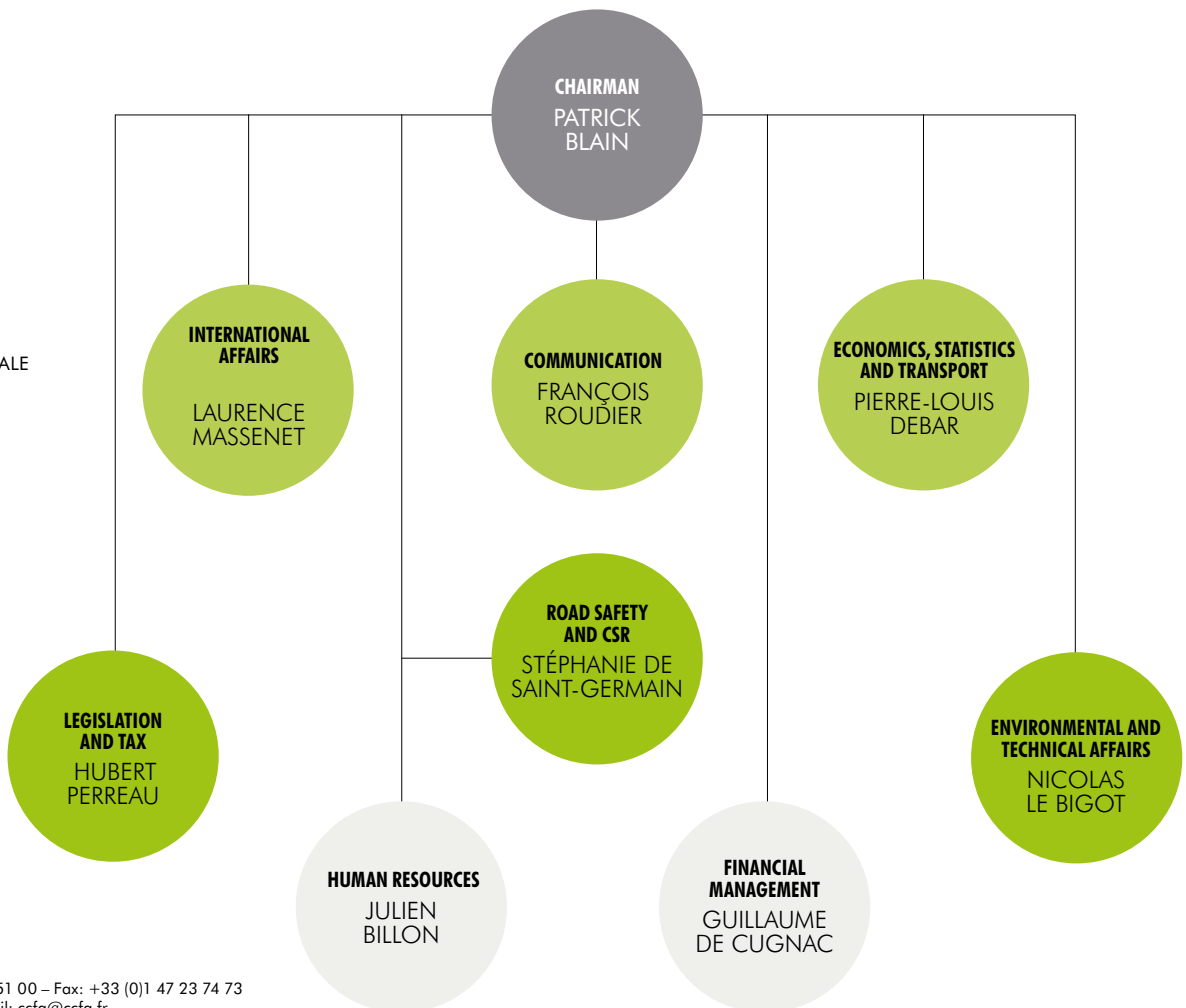 CHAIRMAN
PATRICK
BLAIN
INTERNATIONAL
AFFAIRS
LAURENCE
MASSENET
COMMUNICATION
FRANÇOIS
ROUDIER
ECONOMICS, STATISTICS
AND TRANSPORT
PIERRE-LOUIS
DEBAR
ALE
ROAD SAFETY
AND CSR
STÉPHANIE DE
SAINT-GERMAIN
LEGISLATION
AND TAX
HUBERT
PERREAU
ENVIRONMENTAL AND
TECHNICAL AFFAIRS
NICOLAS
LE BIGOT
HUMAN RESOURCES
JULIEN
BILLON
FINANCIAL
MANAGEMENT
GUILLAUME
DE CUGNAC
51 00 – Fax: +33 (0)1 47 23 74 73